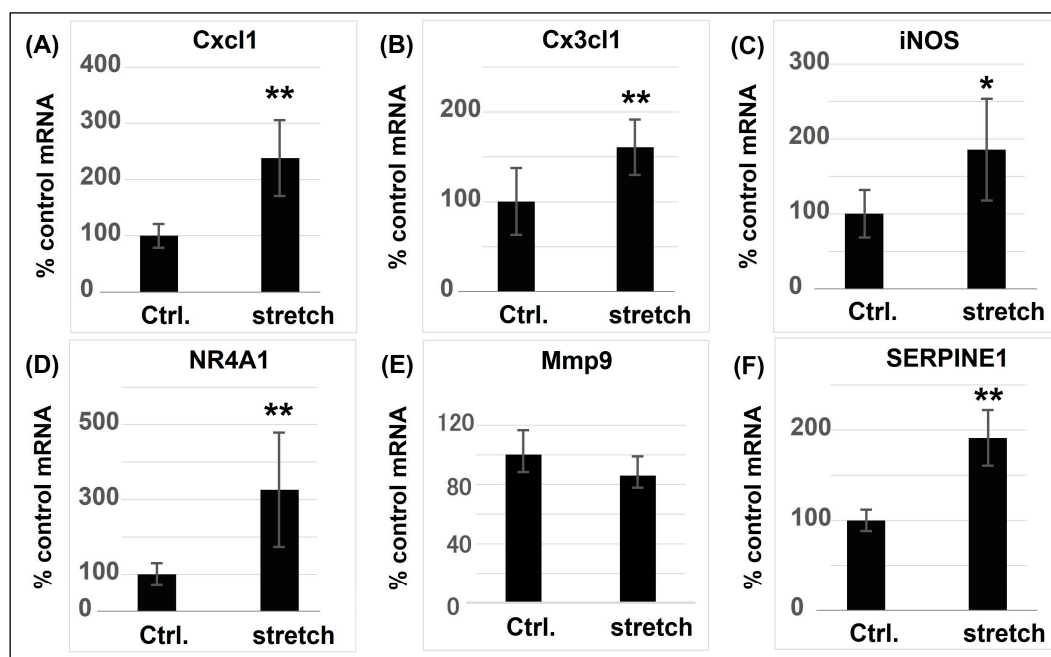 (A)
Cxcl1
% control mRNA
400
300
200
100
0
**
Ctrl.
stretch
(B)
Cx3cl1
% control mRNA
200
100
0
**
Ctrl.
stretch
(C)
iNOS
% control mRNA
300
200
100
0
*
Ctrl.
stretch
(D)
NR4A1
% control mRNA
500
300
100
0
**
Ctrl.
stretch
(E)
Mmp9
% control mRNA
120
80
40
0
Ctrl.
stretch
(F)
SERPINE1
% control mRNA
200
100
0
**
Ctrl.
stretch